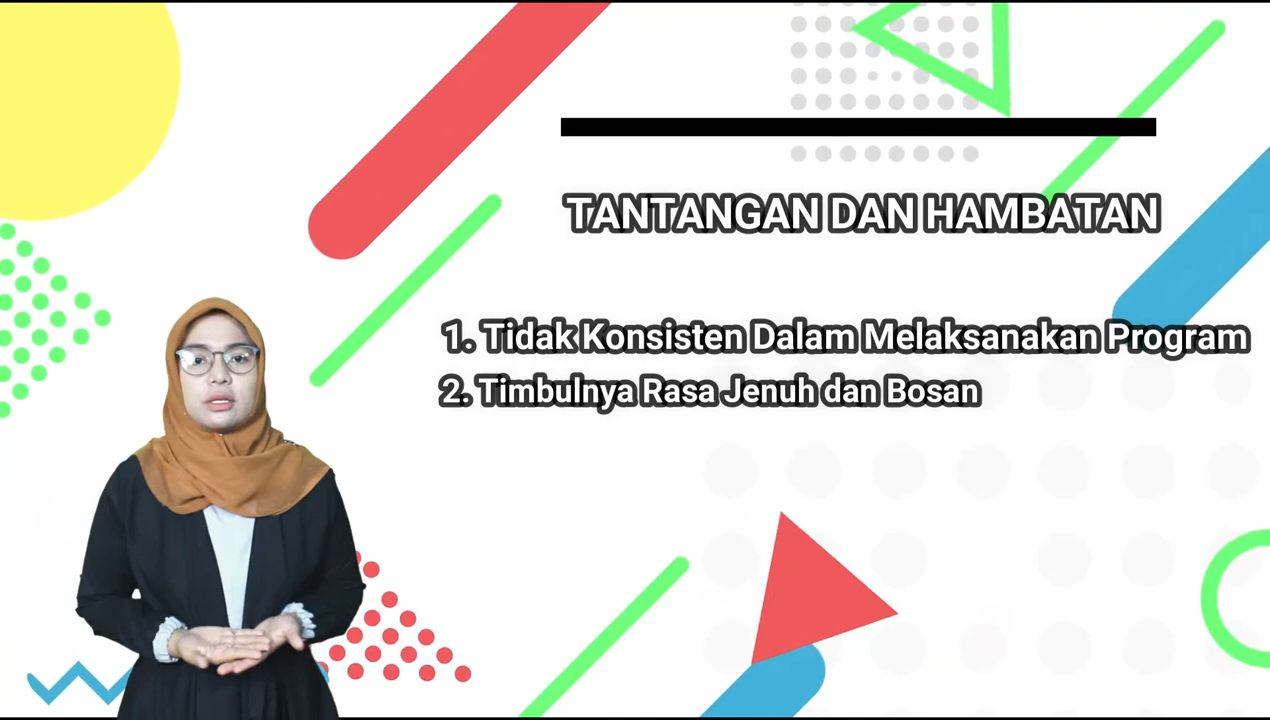 TANTANGAN DAN HAMBATAN
1. Tidak Konsisten Dalam Melaksanakan Program
2. Timbulnya Rasa Jenuh dan Bosan